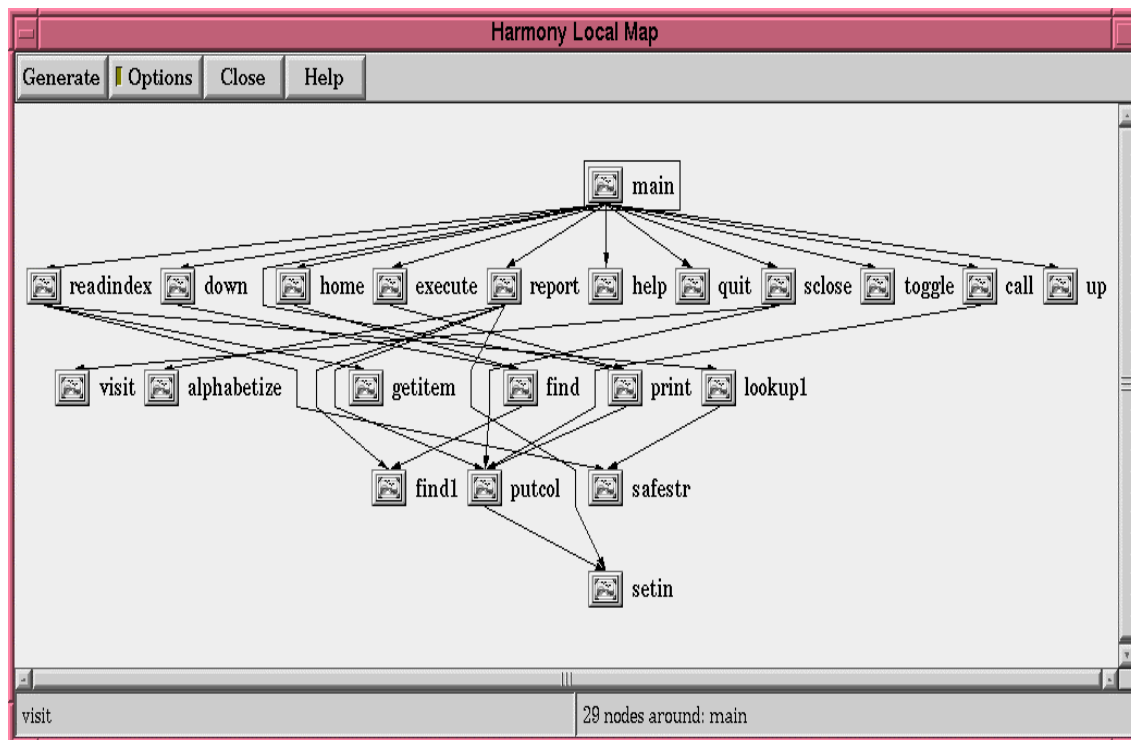 Harmony Local Map
Generate Options Close Help
main
readindex down home execute report help quit sclose toggle call up
visit alphabetize getitem find print lookup1
find1 putcol safestr
setin
visit 29 nodes around: main